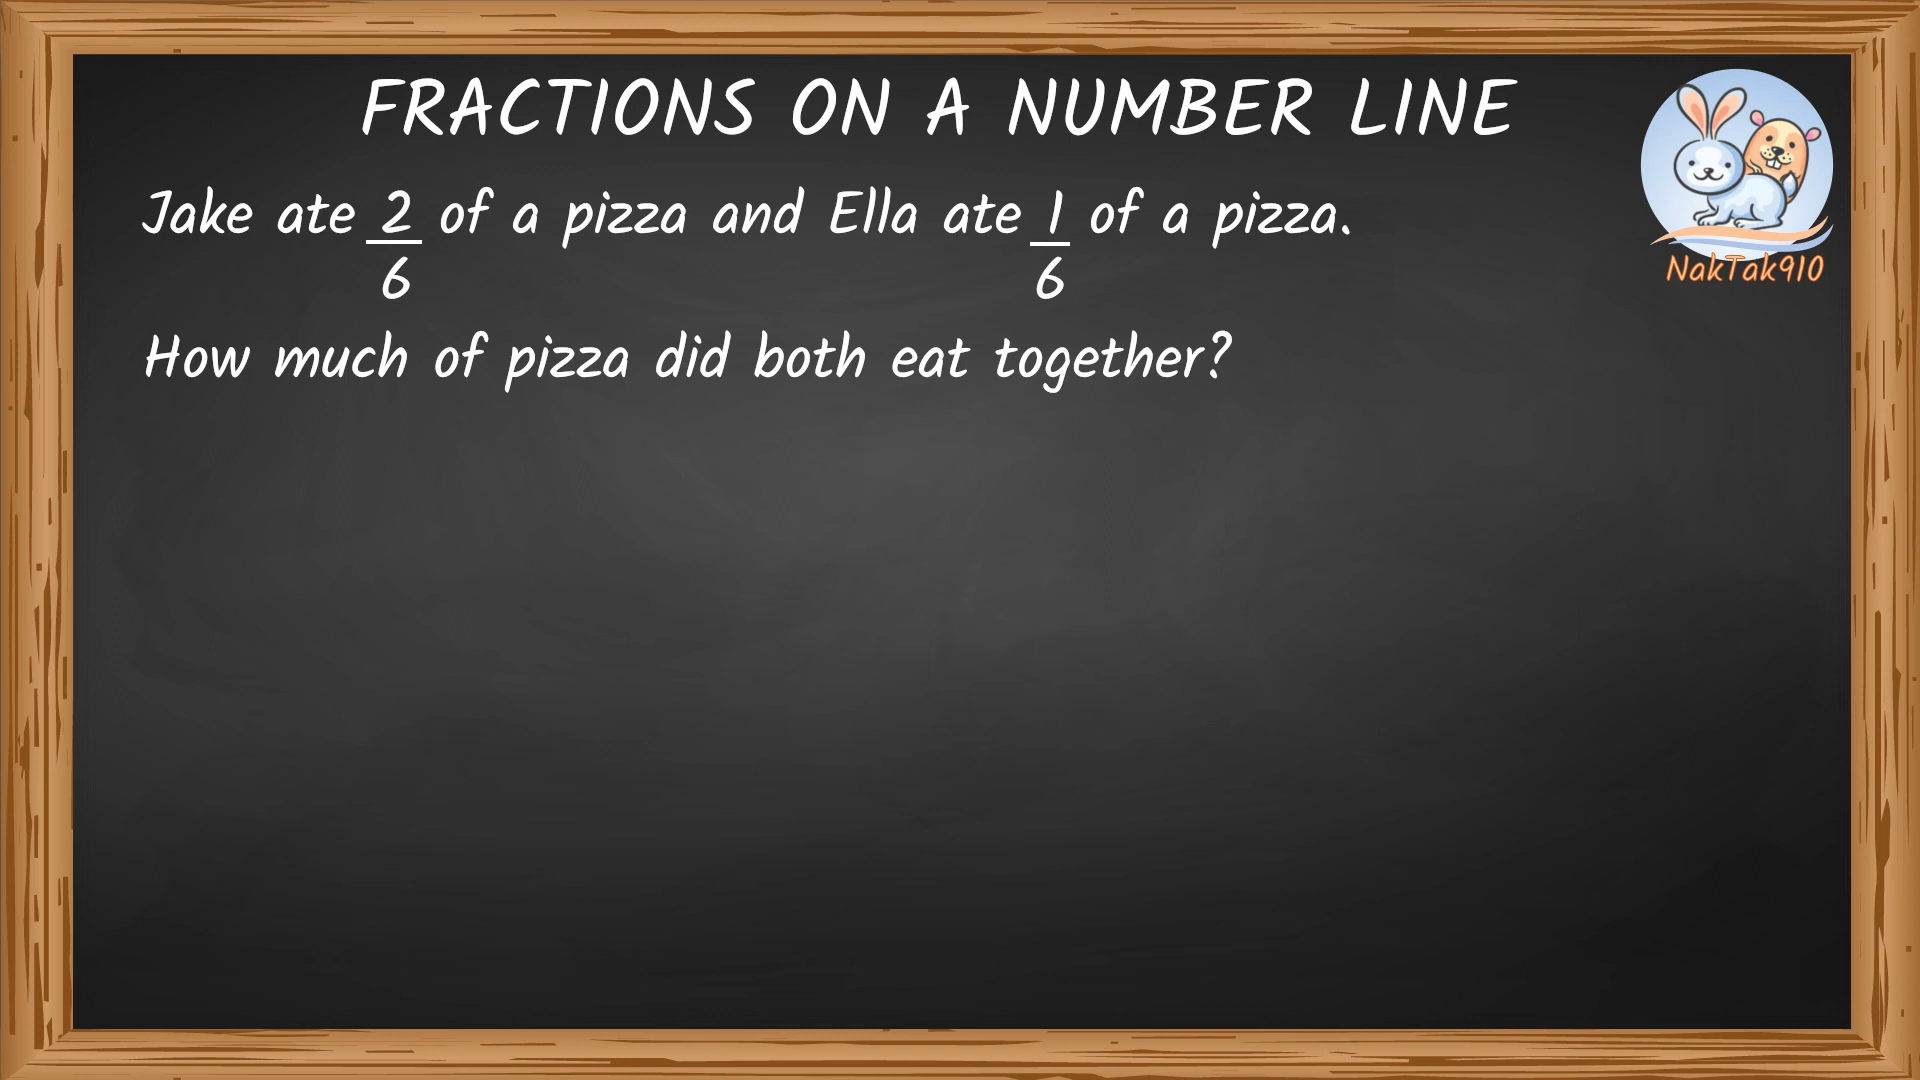 FRACTIONS ON A NUMBER LINE
Jake ate 2/6 of a pizza and Ella ate 1/6 of a pizza.
How much of pizza did both eat together?
NakTak910